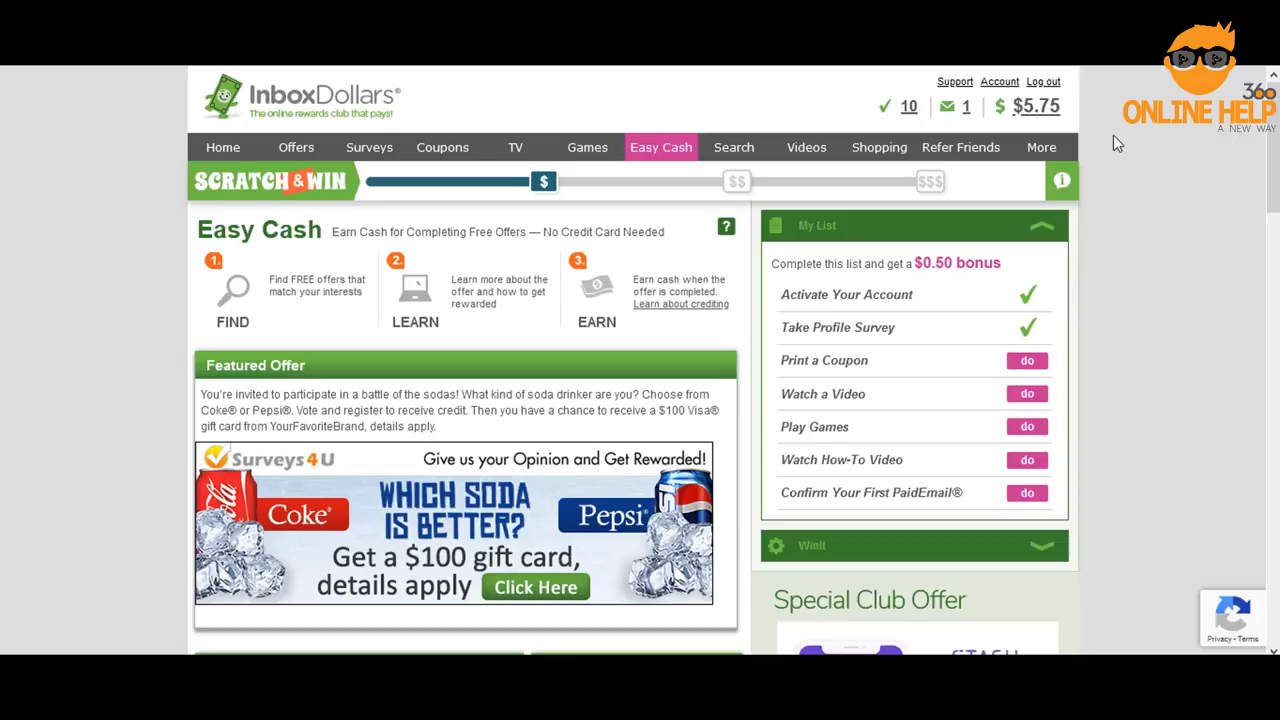 360
ONLINE HELP
A NEW WAY
InboxDollars®
The online rewards club that pays!
Support Account Log out
10 1 $ $5.75
Home Offers Surveys Coupons TV Games Easy Cash Search Videos Shopping Refer Friends More
SCRATCH & WIN $ $$ $$$ i
Easy Cash Earn Cash for Completing Free Offers — No Credit Card Needed ?
1.
Find FREE offers that
match your interests
FIND
2.
Learn more about the
offer and how to get
rewarded
LEARN
3.
Earn cash when the
offer is completed.
Learn about crediting
EARN
Featured Offer
You're invited to participate in a battle of the sodas! What kind of soda drinker are you? Choose from
Coke® or Pepsi®. Vote and register to receive credit. Then you have a chance to receive a $100 Visa®
gift card from YourFavoriteBrand, details apply.
Surveys4U Give us your Opinion and Get Rewarded!
Coke® WHICH SODA
IS BETTER? Pepsi®
Get a $100 gift card,
details apply Click Here
My List
Complete this list and get a $0.50 bonus
Activate Your Account
Take Profile Survey
Print a Coupon do
Watch a Video do
Play Games do
Watch How-To Video do
Confirm Your First PaidEmail® do
WinIt
Special Club Offer
Privacy - Terms